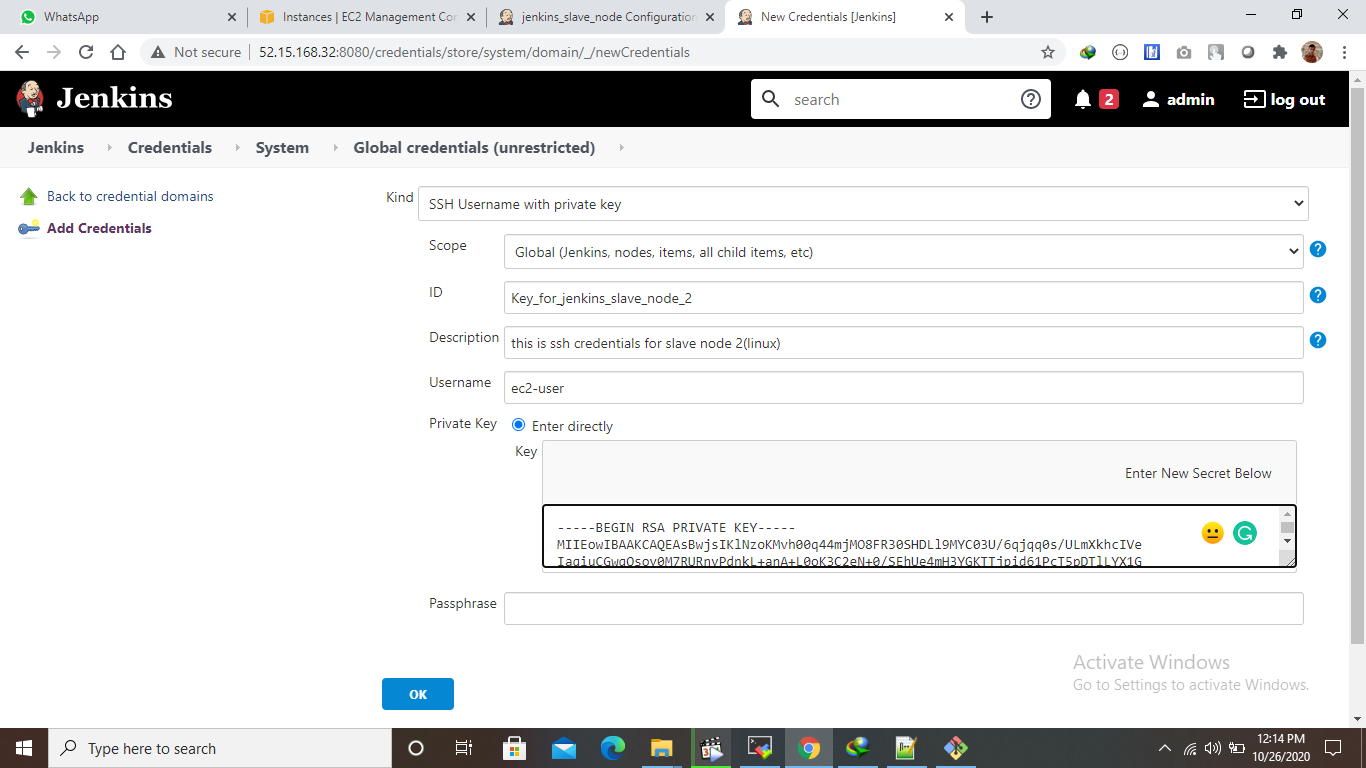 WhatsApp
Instances | EC2 Management Con
jenkins_slave_node Configuration
New Credentials [Jenkins]
Not secure
52.15.168.32:8080/credentials/store/system/domain/_/newCredentials
Jenkins
search
2
admin
log out
Jenkins
Credentials
System
Global credentials (unrestricted)
Back to credential domains
Add Credentials
Kind
SSH Username with private key
Scope
Global (Jenkins, nodes, items, all child items, etc)
ID
Key_for_jenkins_slave_node_2
Description
this is ssh credentials for slave node 2(linux)
Username
ec2-user
Private Key
Enter directly
Key
Enter New Secret Below
-----BEGIN RSA PRIVATE KEY-----
MIIEowIBAAKCAQEAsBwjsIKlNzoKMvh00q44mjMO8FR30SHDLl9MYC03U/6qjqq0s/ULmXkhcIVe
Passphrase
OK
Activate Windows
Go to Settings to activate Windows.
Type here to search
12:14 PM
10/26/2020